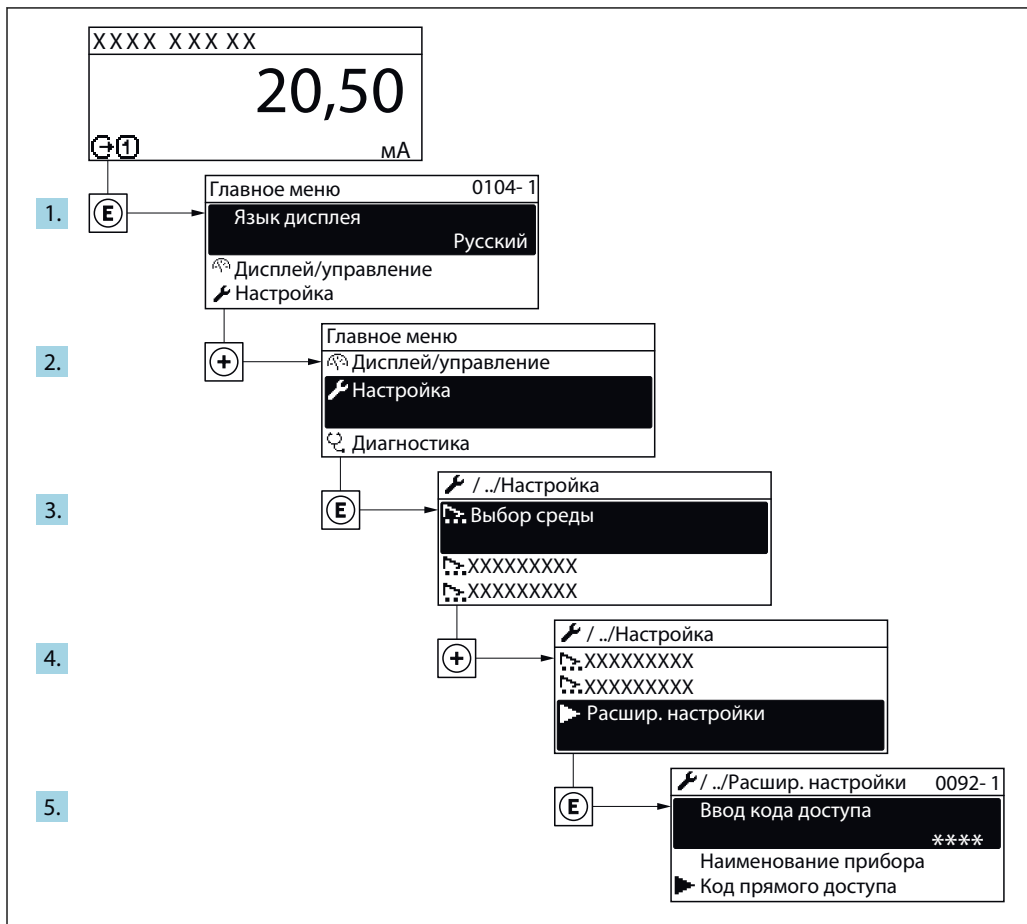 XXXX XXX XX
20,50
мА
1.
E
Главное меню 0104-1
Язык дисплея
Русский
Дисплей/управление
Настройка
2.
+
Главное меню
Дисплей/управление
Настройка
Диагностика
3.
E
/ ../Настройка
Выбор среды
XXXXXXXXX
XXXXXXXXX
4.
+
/ ../Настройка
XXXXXXXXX
XXXXXXXXX
Расшир. настройки
5.
E
/ ../Расшир. настройки 0092-1
Ввод кода доступа
****
Наименование прибора
Код прямого доступа